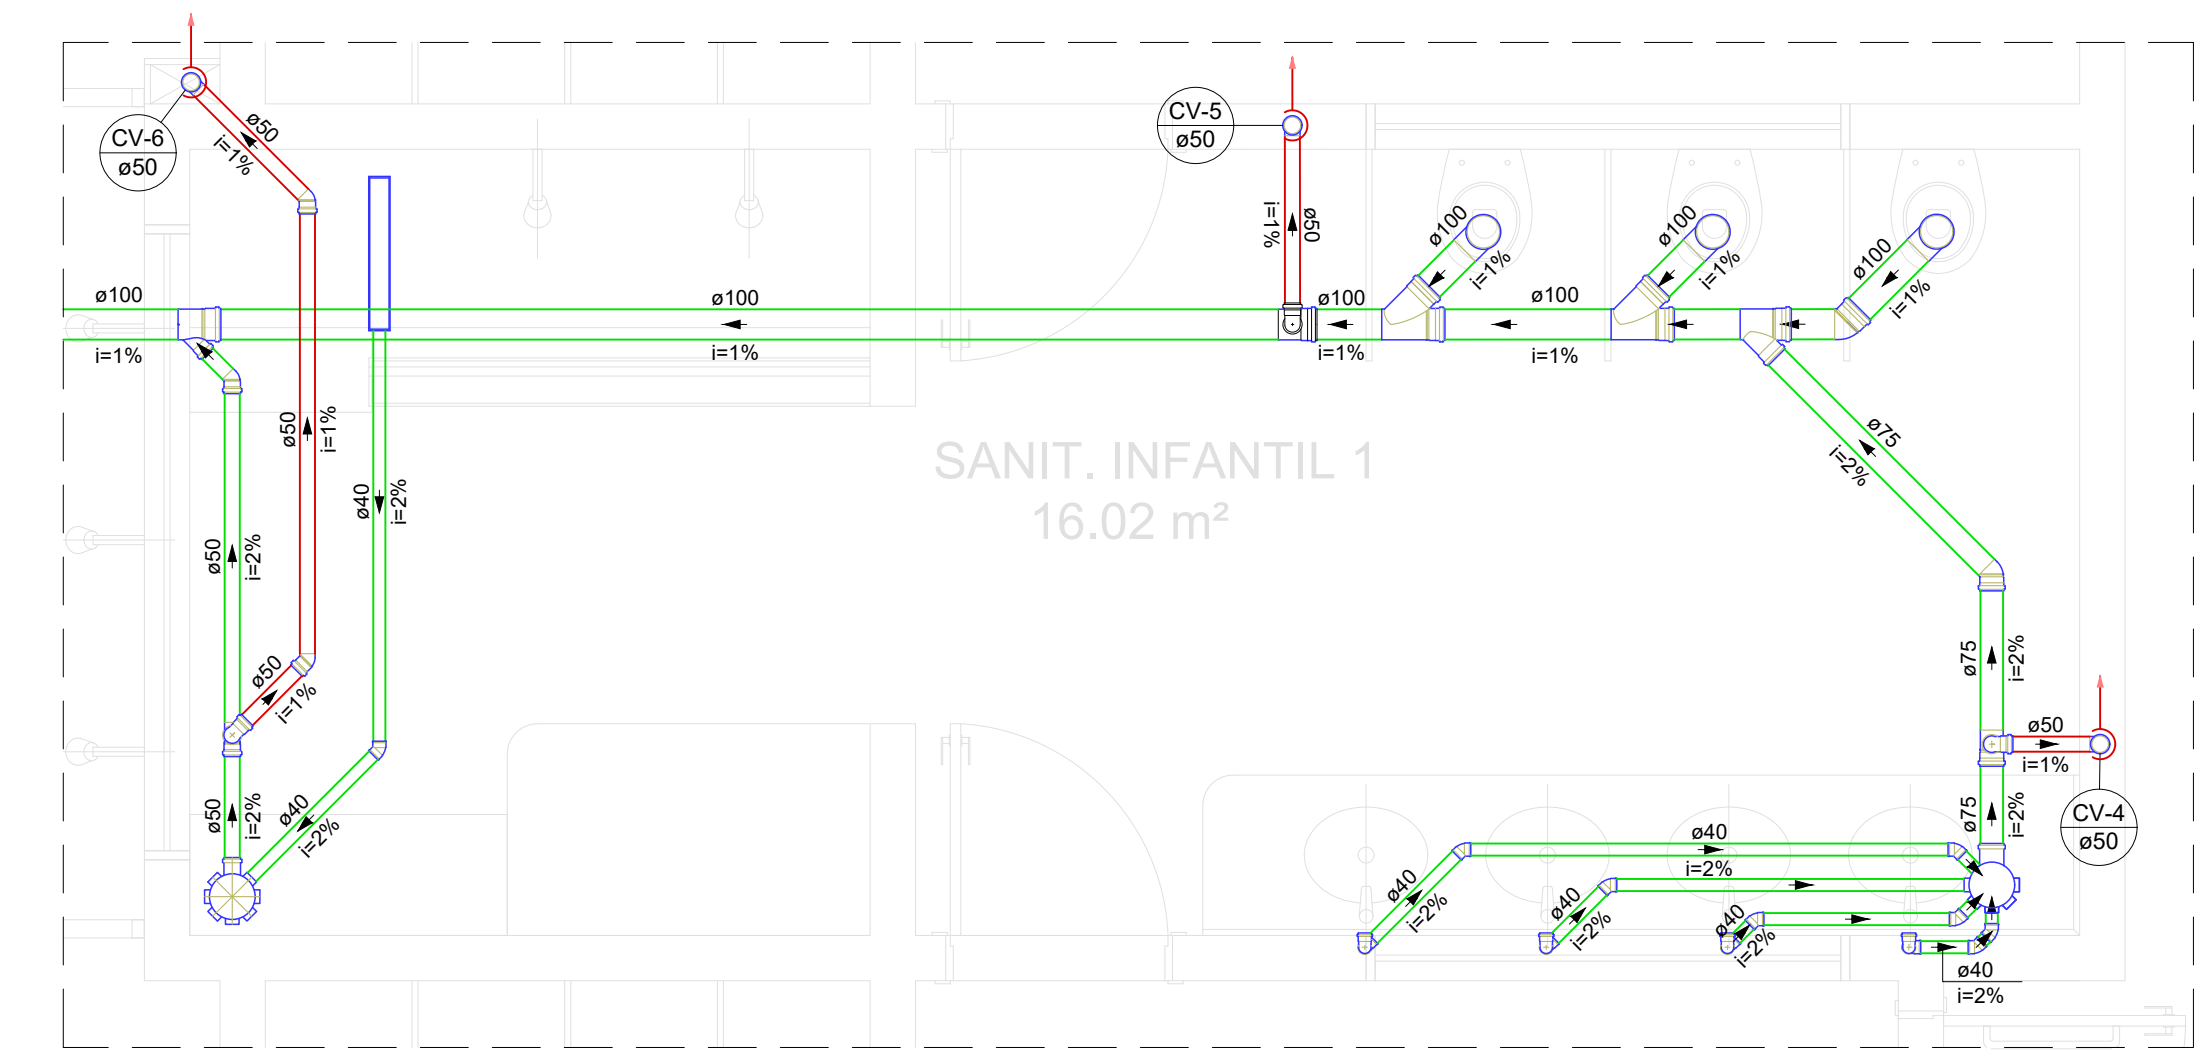 CV-6
ø50
ø50
i=1%
CV-5
ø50
i=1%
ø50
ø100
i=1%
ø100
i=1%
ø100
i=1%
ø100
i=1%
ø100
i=1%
ø100
i=1%
ø100
i=1%
ø50
i=1%
ø40
i=2%
ø50
i=2%
SANIT. INFANTIL 1
16.02 m²
ø75
i=2%
ø50
i=1%
ø75
i=2%
ø50
i=1%
CV-4
ø50
ø50
i=2%
ø40
i=2%
ø75
i=2%
ø40
i=2%
ø40
i=2%
ø40
i=2%
ø40
i=2%
ø40
i=2%